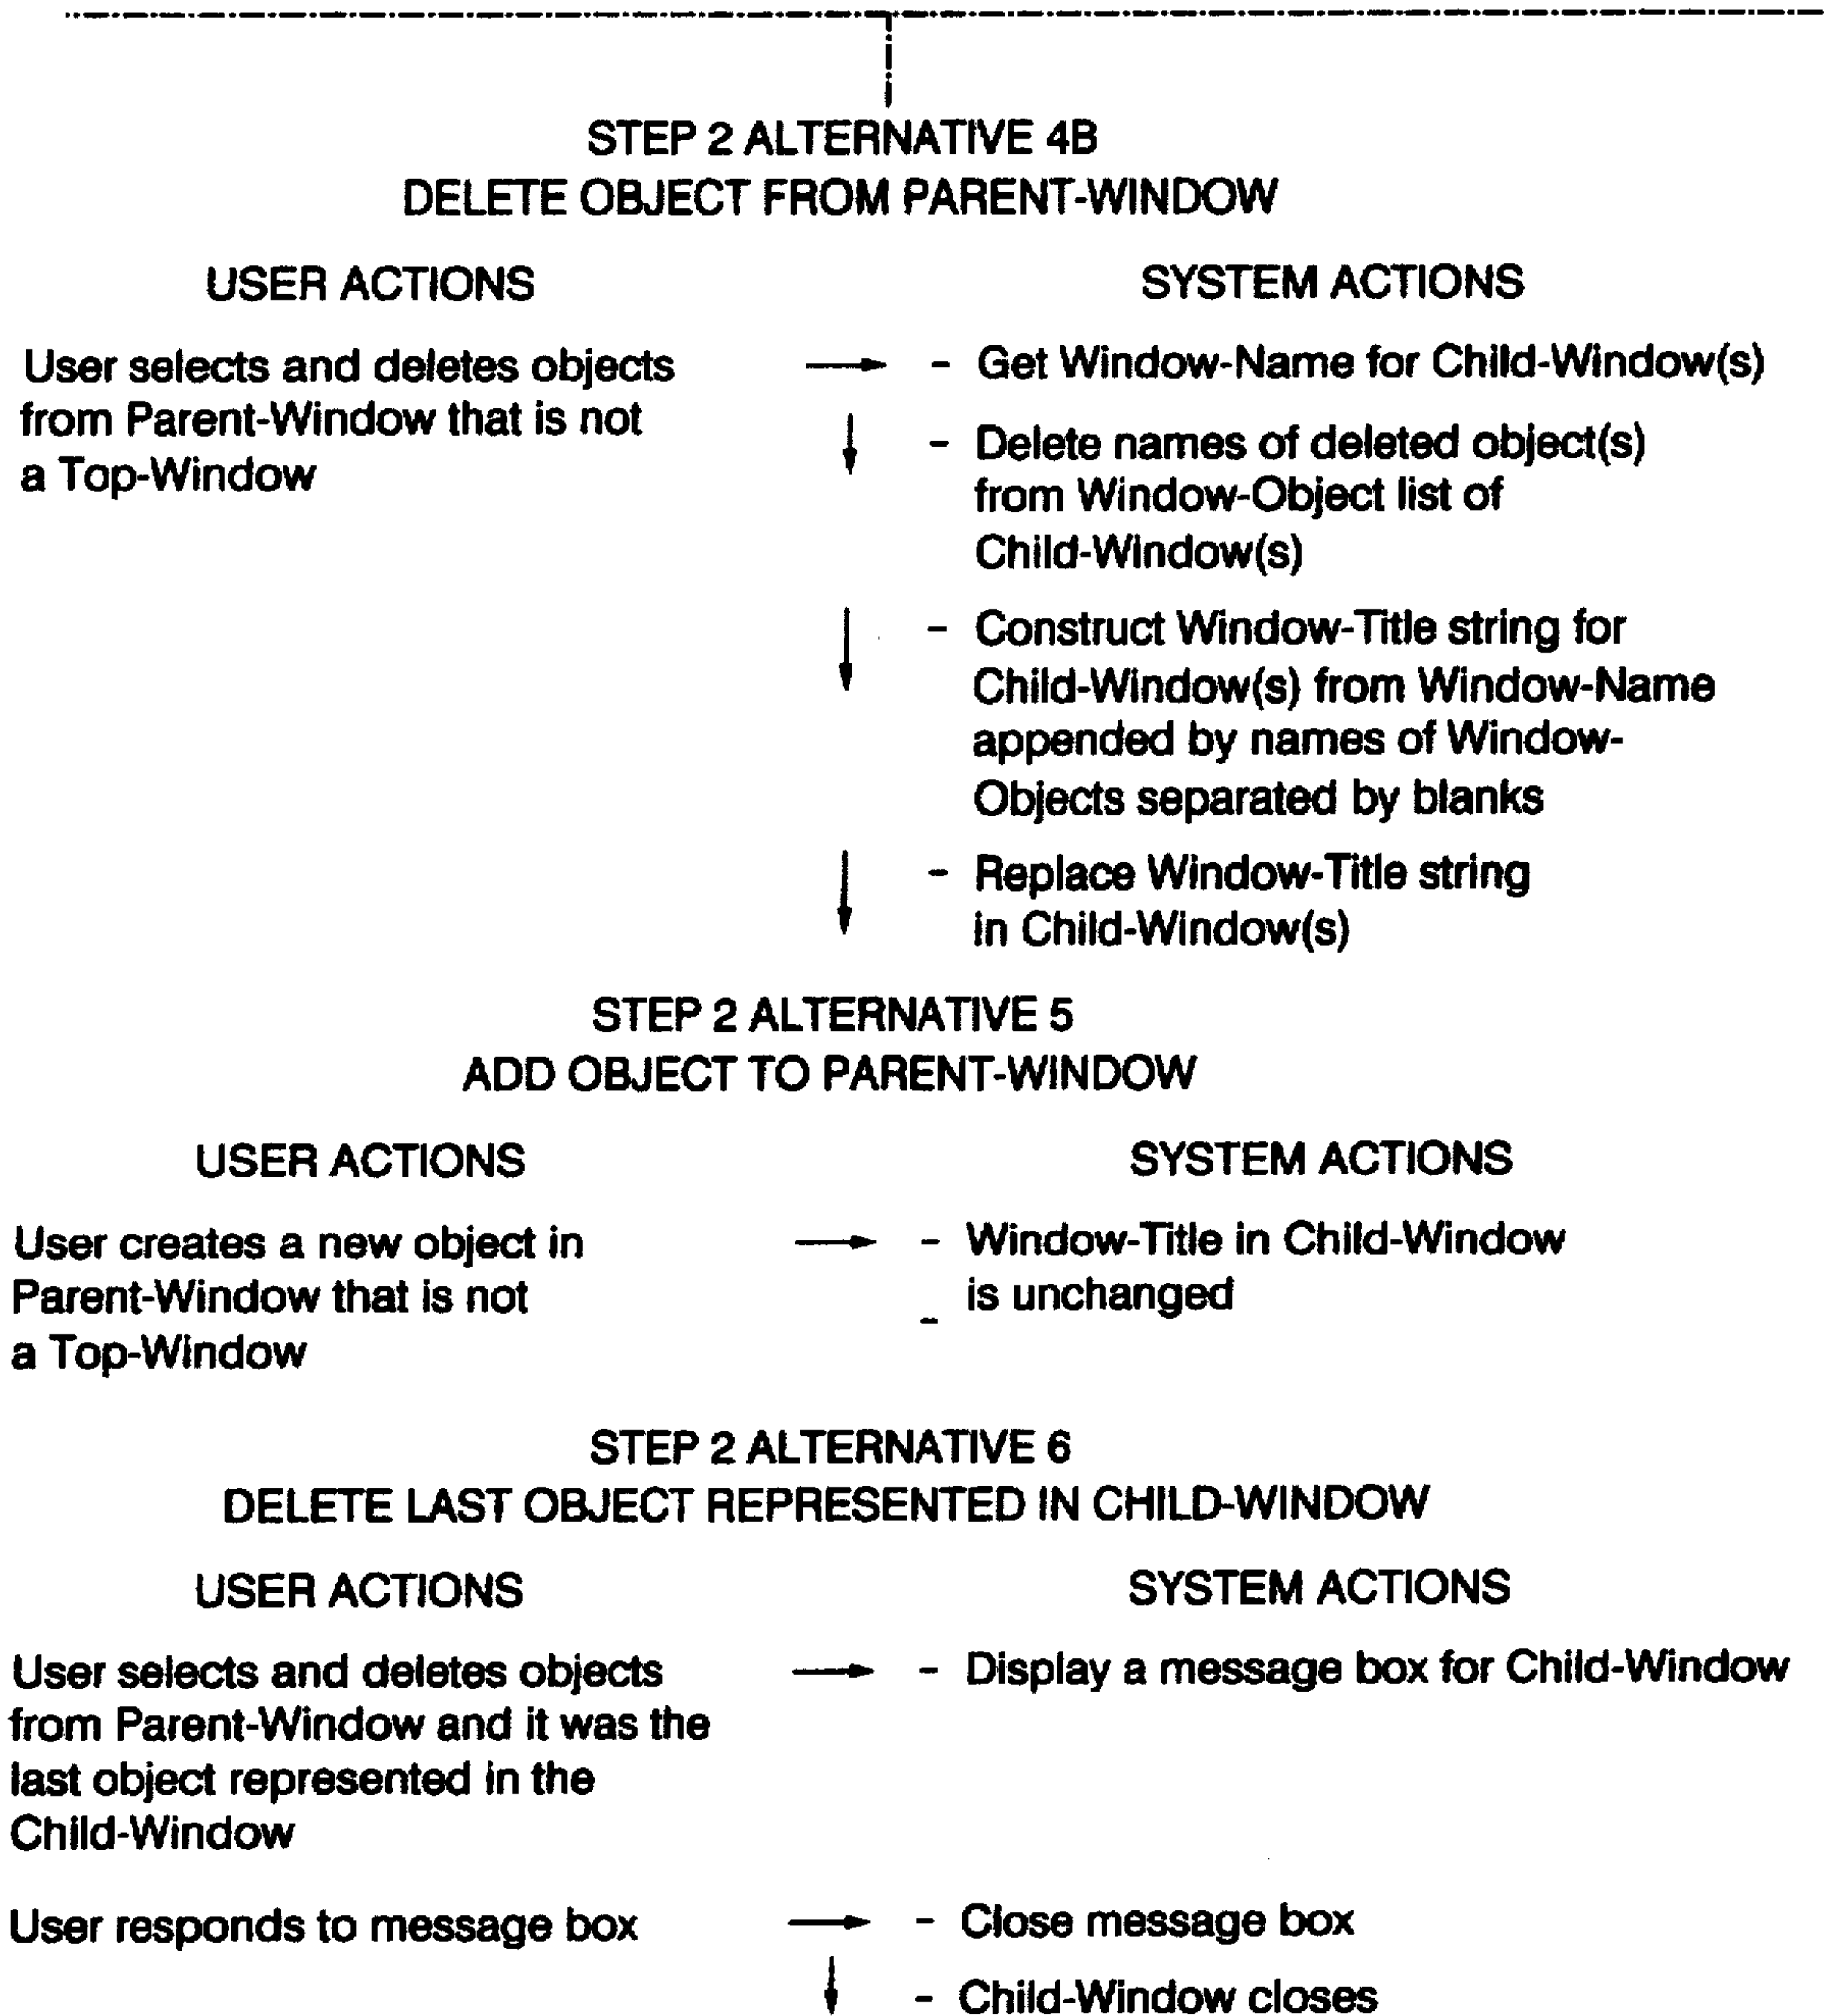 STEP 2 ALTERNATIVE 4B
DELETE OBJECT FROM PARENT-WINDOW
USER ACTIONS
SYSTEM ACTIONS
User selects and deletes objects
from Parent-Window that is not
a Top-Window
- Get Window-Name for Child-Window(s)
- Delete names of deleted object(s)
from Window-Object list of
Child-Window(s)
- Construct Window-Title string for
Child-Window(s) from Window-Name
appended by names of Window-
Objects separated by blanks
- Replace Window-Title string
in Child-Window(s)
STEP 2 ALTERNATIVE 5
ADD OBJECT TO PARENT-WINDOW
USER ACTIONS
SYSTEM ACTIONS
User creates a new object in
Parent-Window that is not
a Top-Window
- Window-Title in Child-Window
is unchanged
-
STEP 2 ALTERNATIVE 6
DELETE LAST OBJECT REPRESENTED IN CHILD-WINDOW
USER ACTIONS
SYSTEM ACTIONS
User selects and deletes objects
from Parent-Window and it was the
last object represented in the
Child-Window
- Display a message box for Child-Window
User responds to message box
- Close message box
- Child-Window closes